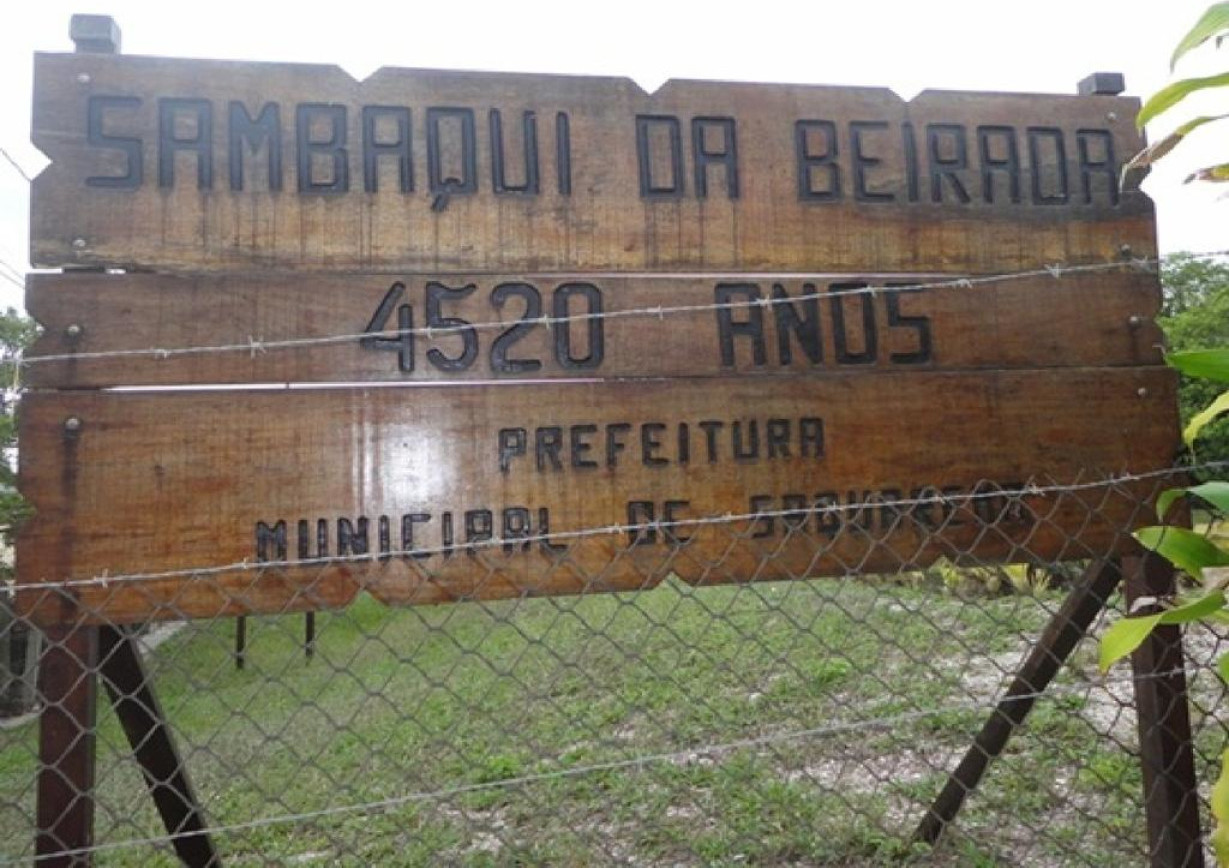 SAMBAQUI DA BEIRADA
4520 ANOS
PREFEITURA
MUNICIPAL DE SAQUAREMA